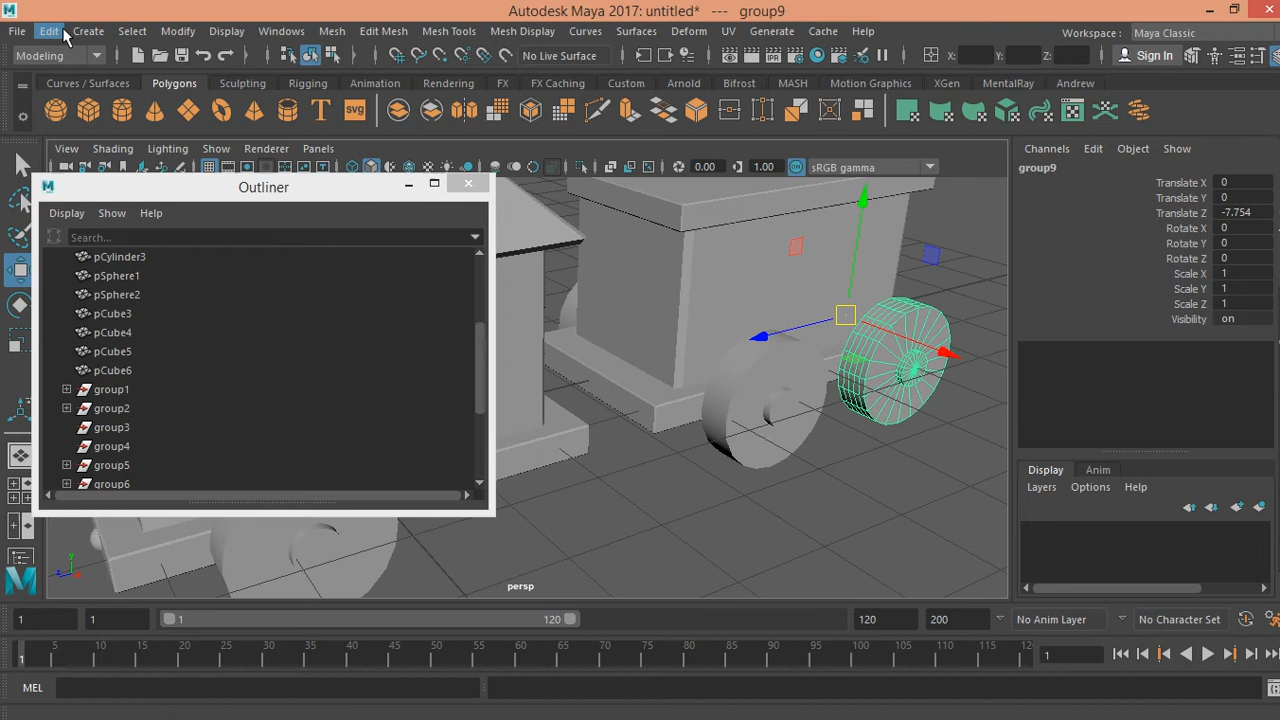 Autodesk Maya 2017: untitled* --- group9
File Edit Create Select Modify Display Windows Mesh Edit Mesh Mesh Tools Mesh Display Curves Surfaces Deform UV Generate Cache Help Workspace : Maya Classic
Modeling No Live Surface X: Y: Z: Sign In
Curves / Surfaces Polygons Sculpting Rigging Animation Rendering FX FX Caching Custom Arnold Bifrost MASH Motion Graphics XGen MentalRay Andrew
T SVG
View Shading Lighting Show Renderer Panels
0.00 1.00 ON sRGB gamma
Outliner
Display Show Help
Search...
pCylinder3
pSphere1
pSphere2
pCube3
pCube4
pCube5
pCube6
group1
group2
group3
group4
group5
group6
y
z x
persp
Channels Edit Object Show
group9
Translate X 0
Translate Y 0
Translate Z -7.754
Rotate X 0
Rotate Y 0
Rotate Z 0
Scale X 1
Scale Y 1
Scale Z 1
Visibility on
Display Anim
Layers Options Help
1 1 1 120 120 200 No Anim Layer No Character Set
1 5 10 15 20 25 30 35 40 45 50 55 60 65 70 75 80 85 90 95 100 105 110 115 12 1
MEL